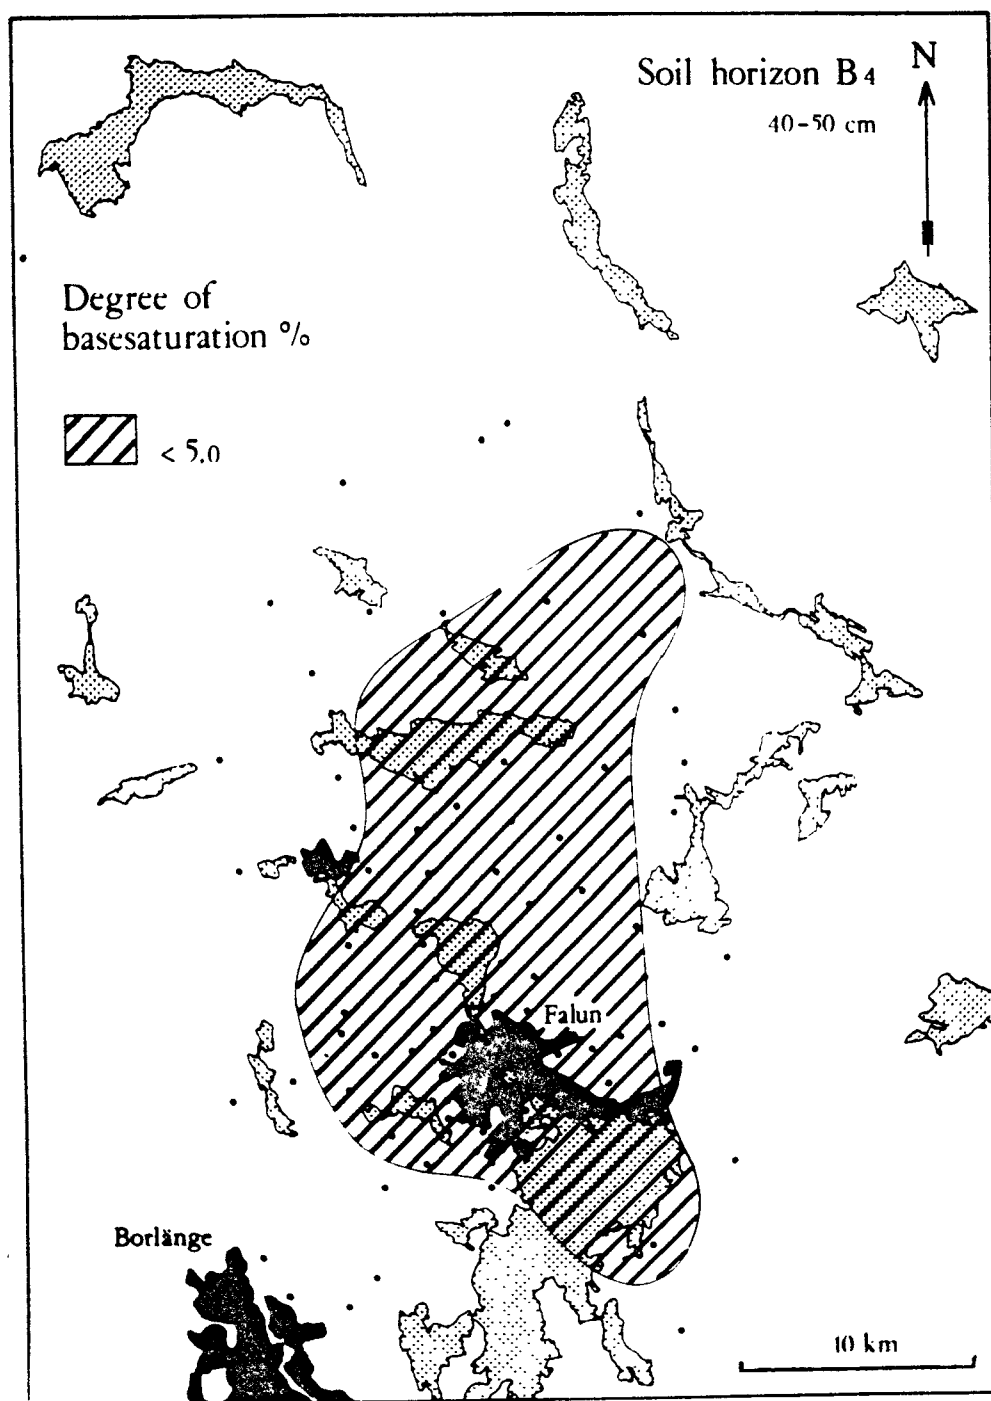 Soil horizon B4
N
40-50 cm
Degree of
basesaturation %
< 5.0
Falun
Borlänge
10 km